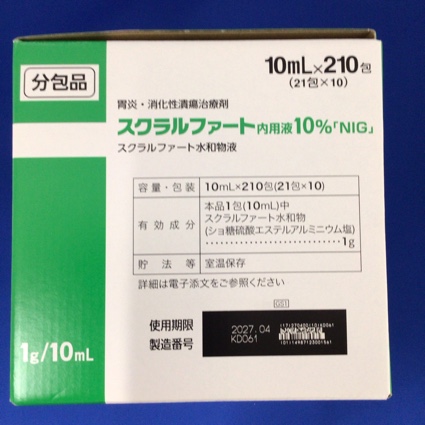 分包品
10mL×210包
(21包×10)
胃炎・消化性潰瘍治療剤
スクラルファート内用液10%「NIG」
スクラルファート水和物液
容量・包装 10mL×210包(21包×10)
有効成分 本品1包(10mL)中
スクラルファート水和物
(ショ糖硫酸エステルアルミニウム塩)
1g
貯法等 室温保存
詳細は電子添文をご参照ください
GS1
使用期限 2027.04
製造番号 KD061
1g/10mL